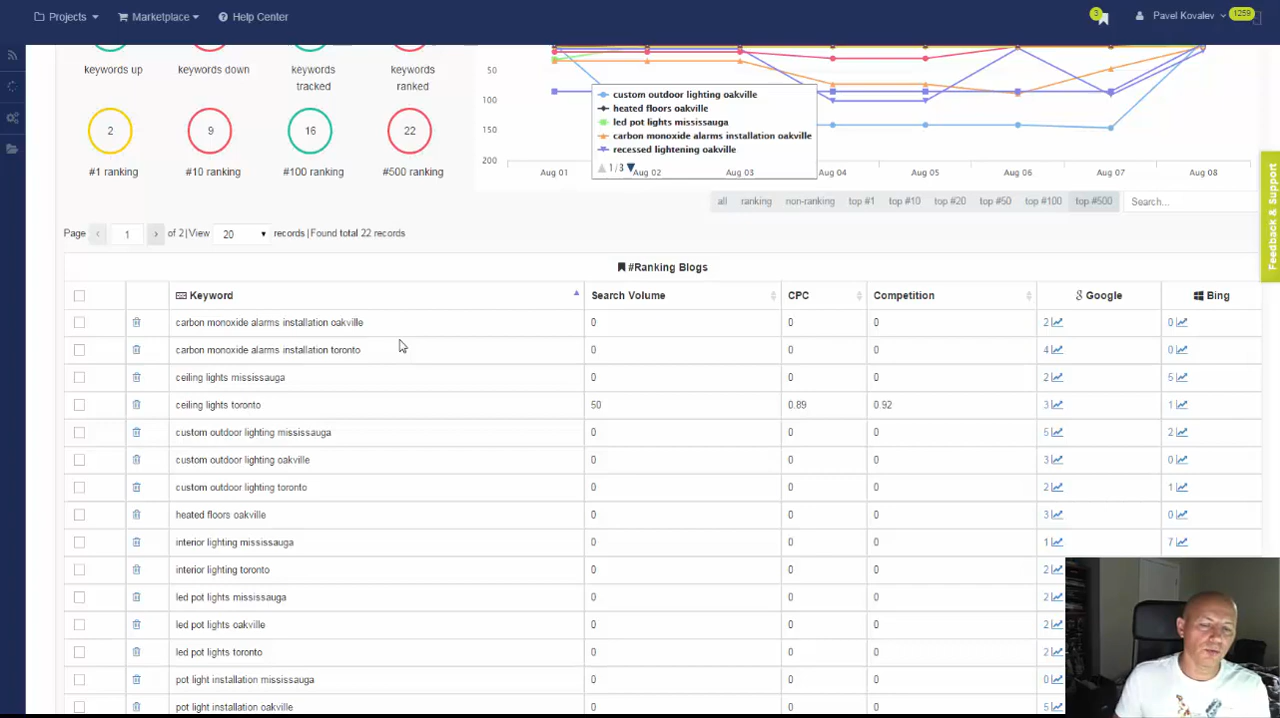 Projects Marketplace Help Center 3 Pavel Kovalev 1259
keywords up keywords down keywords tracked keywords ranked
2 9 16 22
#1 ranking #10 ranking #100 ranking #500 ranking
50
100
150
200
custom outdoor lighting oakville
heated floors oakville
led pot lights mississauga
carbon monoxide alarms installation oakville
recessed lightening oakville
1/3
Aug 01 Aug 02 Aug 03 Aug 04 Aug 05 Aug 06 Aug 07 Aug 08
all ranking non-ranking top #1 top #10 top #20 top #50 top #100 top #500 Search...
Page 1 of 2 | View 20 records | Found total 22 records
#Ranking Blogs
Keyword Search Volume CPC Competition Google Bing
carbon monoxide alarms installation oakville 0 0 0 2 0
carbon monoxide alarms installation toronto 0 0 0 4 0
ceiling lights mississauga 0 0 0 2 5
ceiling lights toronto 50 0.89 0.92 3 1
custom outdoor lighting mississauga 0 0 0 5 2
custom outdoor lighting oakville 0 0 0 3 0
custom outdoor lighting toronto 0 0 0 2 1
heated floors oakville 0 0 0 3 0
interior lighting mississauga 0 0 0 1 7
interior lighting toronto 0 0 0 2
led pot lights mississauga 0 0 0 2
led pot lights oakville 0 0 0 2
led pot lights toronto 0 0 0 2
pot light installation mississauga 0 0 0 0
pot light installation oakville 0 0 0 5
Feedback & Support